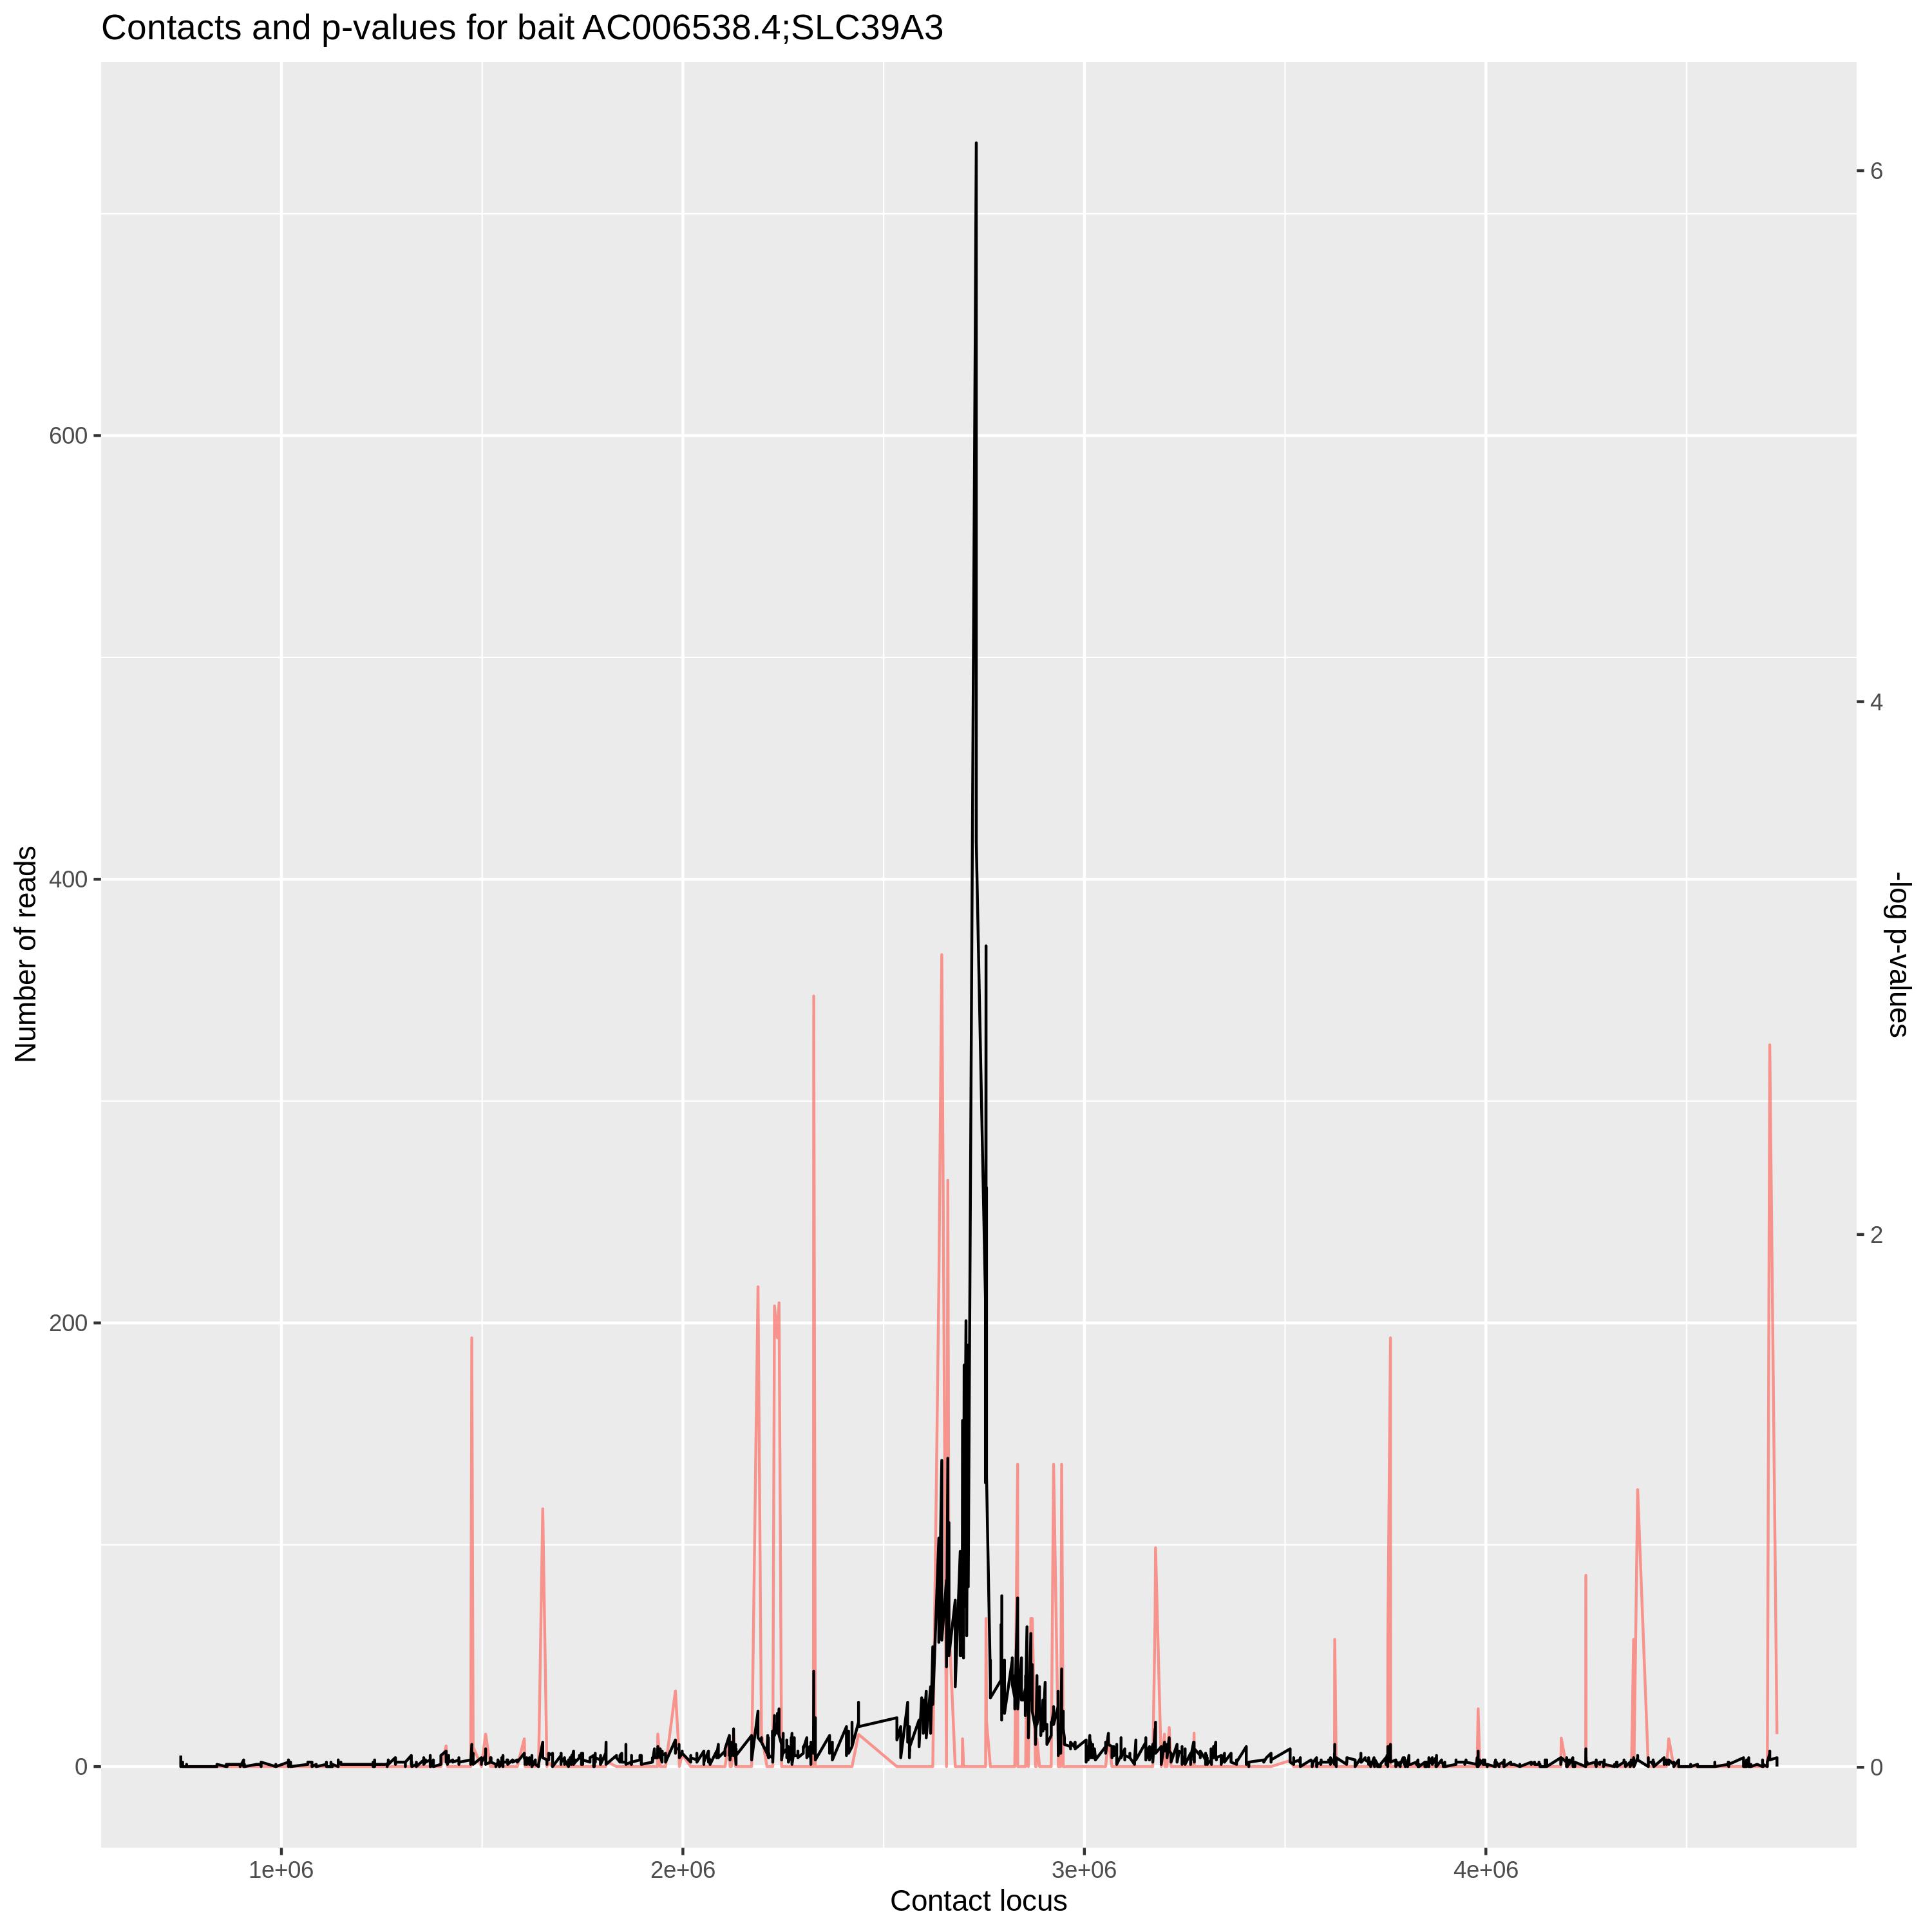 Contacts and p-values for bait AC006538.4;SLC39A3
Number of reads
600
400
200
0
6
4
2
0
-log p-values
1e+06
2e+06
3e+06
4e+06
Contact locus